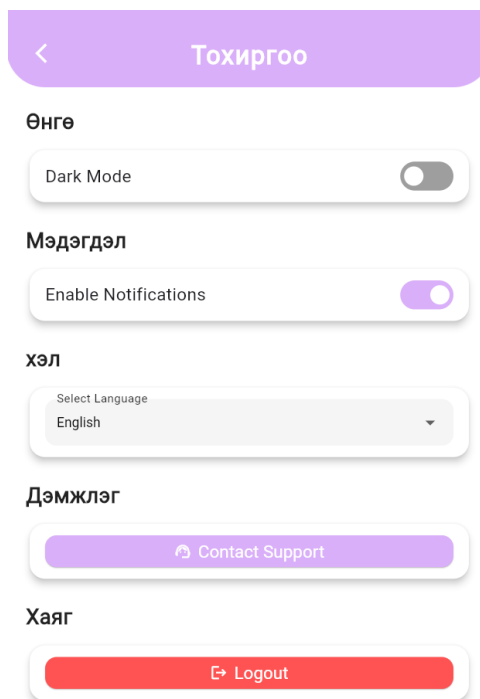 Тохиргоо
Өнгө
Dark Mode
Мэдэгдэл
Enable Notifications
хэл
Select Language
English
Дэмжлэг
Contact Support
Хаяг
Logout